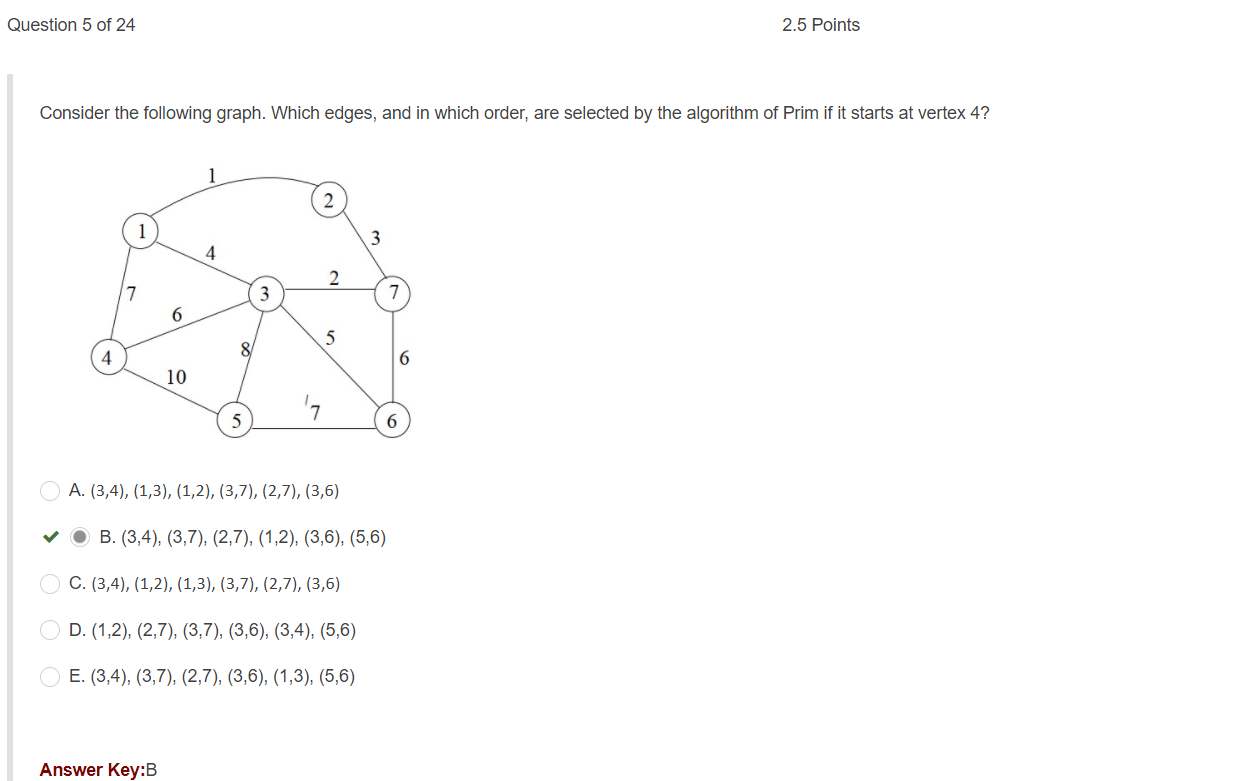 Question 5 of 24
2.5 Points
Consider the following graph. Which edges, and in which order, are selected by the algorithm of Prim if it starts at vertex 4?
1
2
1
3
4
2
7
3
7
6
5
8
4
6
10
7
5
6
A. (3,4), (1,3), (1,2), (3,7), (2,7), (3,6)
B. (3,4), (3,7), (2,7), (1,2), (3,6), (5,6)
C. (3,4), (1,2), (1,3), (3,7), (2,7), (3,6)
D. (1,2), (2,7), (3,7), (3,6), (3,4), (5,6)
E. (3,4), (3,7), (2,7), (3,6), (1,3), (5,6)
Answer Key:B